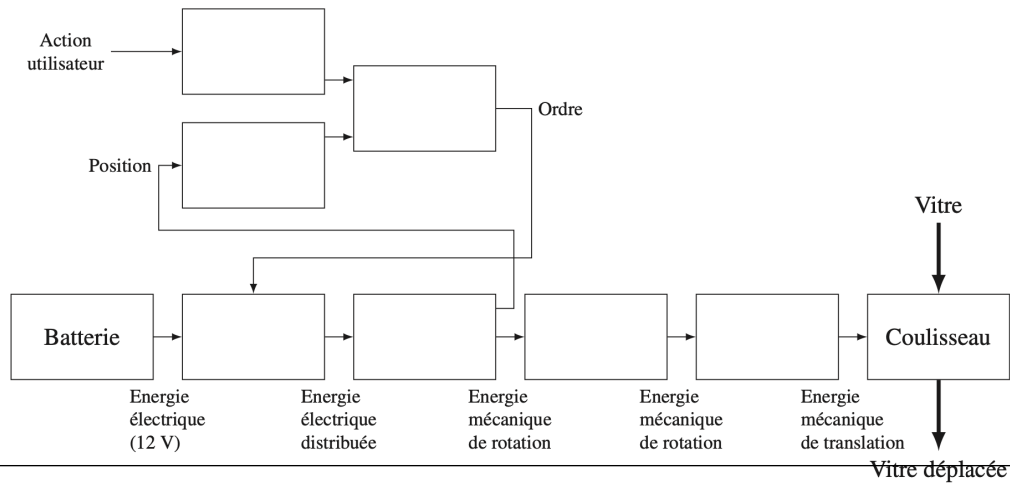 Action
utilisateur
Ordre
Position
Vitre
Batterie
Coulisseau
Energie
électrique
(12 V)
Energie
électrique
distribuée
Energie
mécanique
de rotation
Energie
mécanique
de rotation
Energie
mécanique
de translation
Vitre déplacée